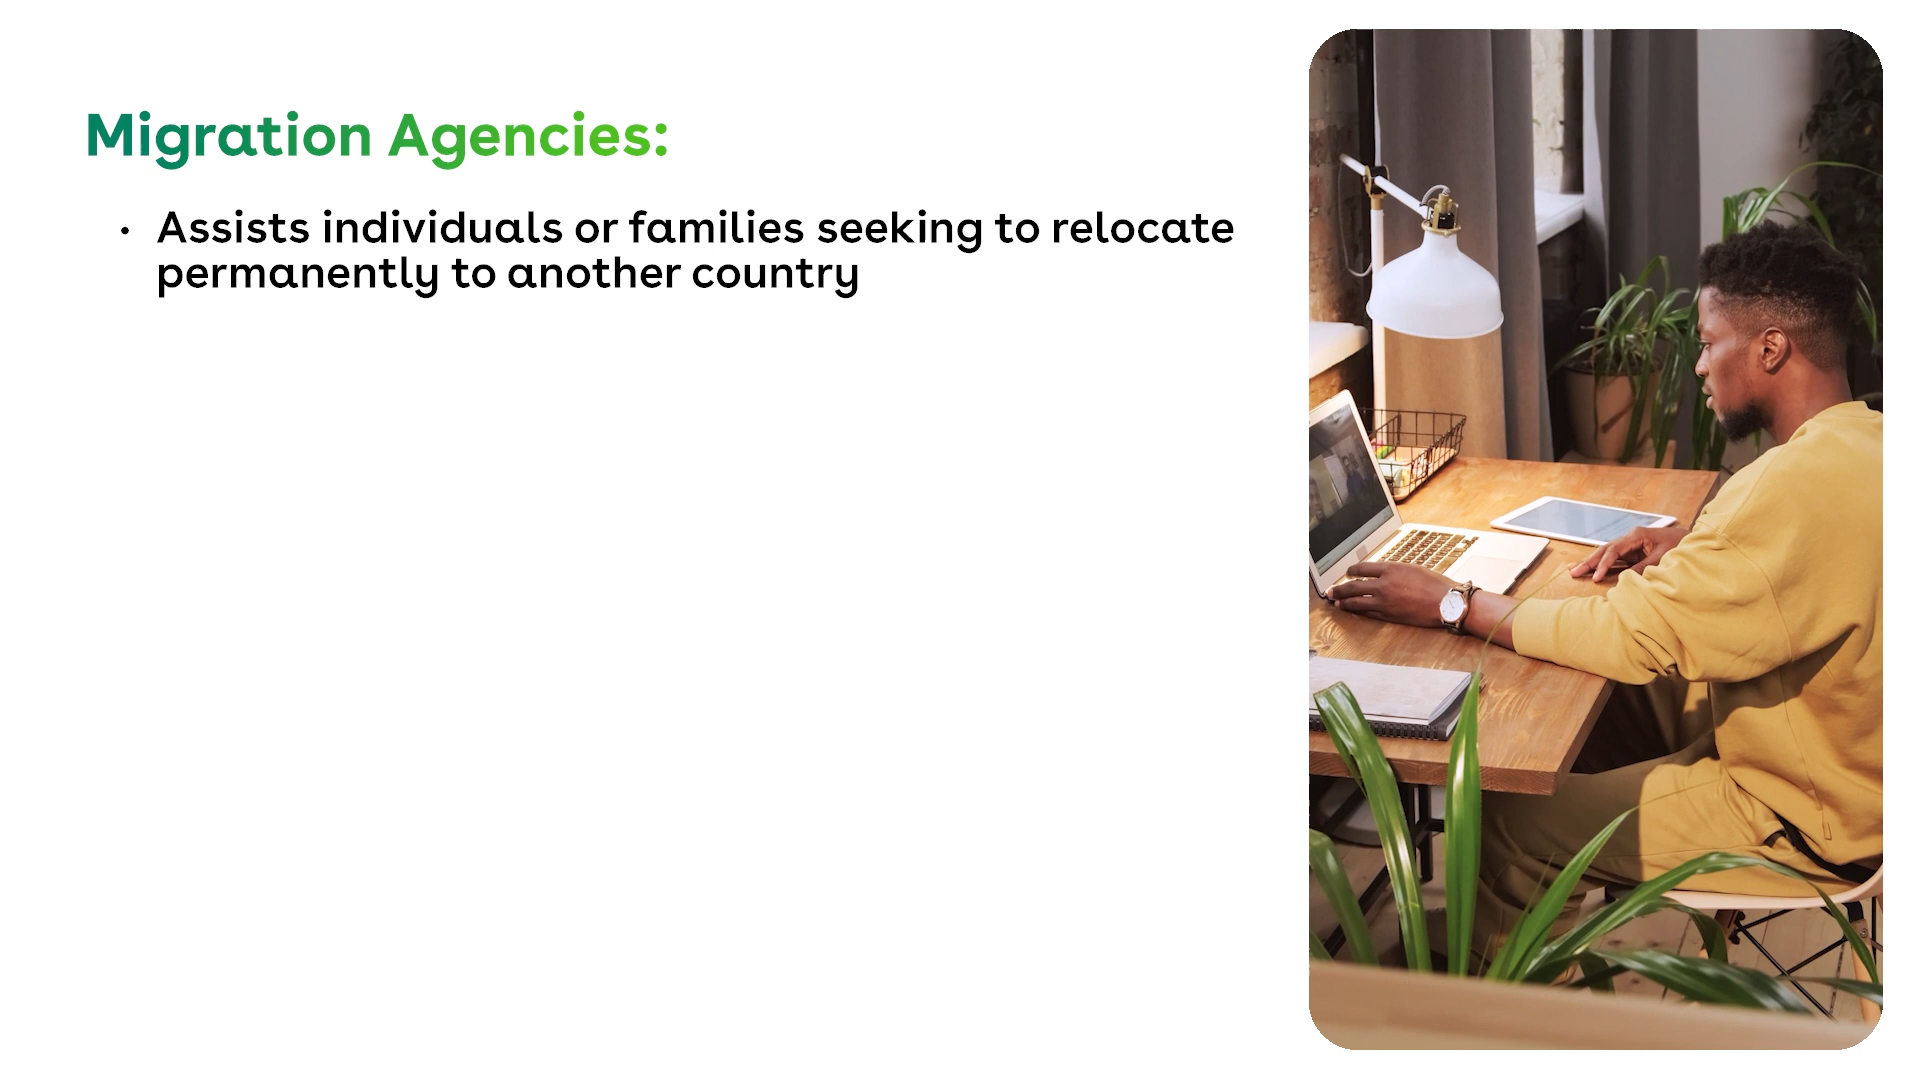 Migration Agencies:
• Assists individuals or families seeking to relocate
permanently to another country